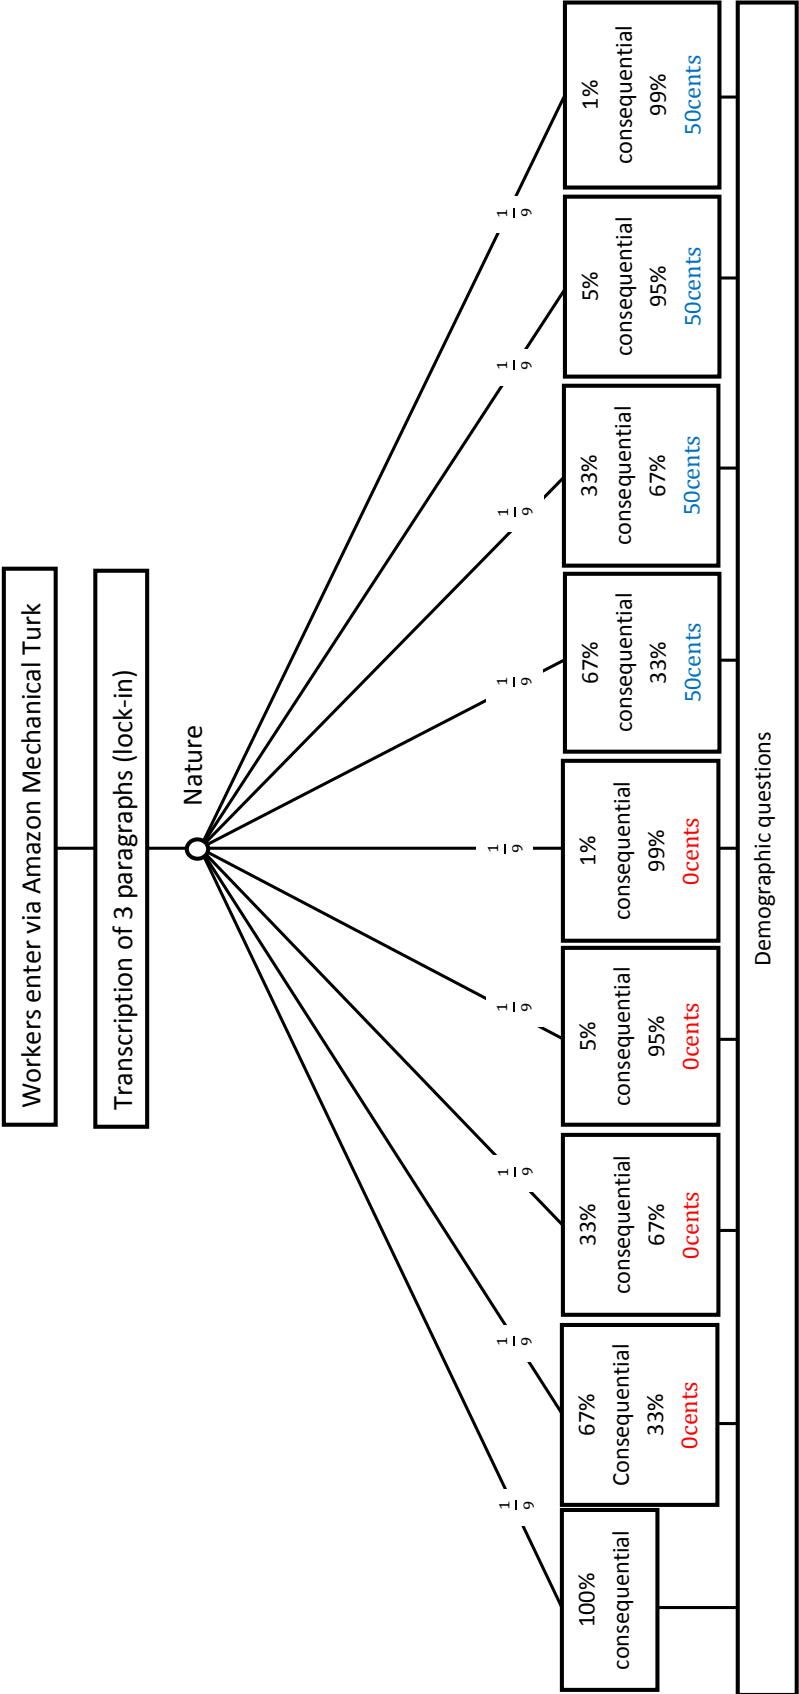 Workers enter via Amazon Mechanical Turk
Transcription of 3 paragraphs (lock-in)
Nature
1/9
1/9
1/9
1/9
1/9
1/9
1/9
1/9
1/9
100%
consequential
67%
Consequential
33%
0cents
33%
consequential
67%
0cents
5%
consequential
95%
0cents
1%
consequential
99%
0cents
67%
consequential
33%
50cents
33%
consequential
67%
50cents
5%
consequential
95%
50cents
1%
consequential
99%
50cents
Demographic questions